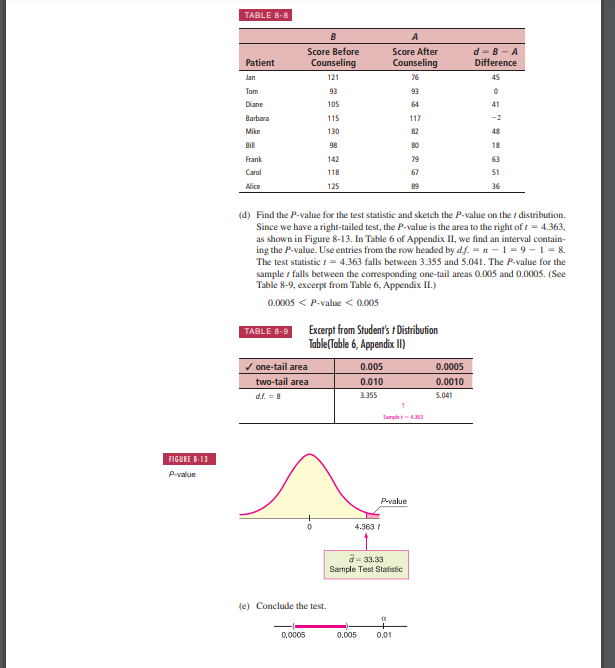 TABLE 8-8
B A
Score Before Score After d = B − A
Patient Counseling Counseling Difference
Jan 121 76 45
Tom 93 93 0
Diane 105 64 41
Barbara 115 117 −2
Mike 130 82 48
Bill 98 80 18
Frank 142 79 63
Carol 118 67 51
Alice 125 89 36
(d) Find the P-value for the test statistic and sketch the P-value on the t distribution.
Since we have a right-tailed test, the P-value is the area to the right of t = 4.363,
as shown in Figure 8-13. In Table 6 of Appendix II, we find an interval contain-
ing the P-value. Use entries from the row headed by d.f. = n − 1 = 9 − 1 = 8.
The test statistic t = 4.363 falls between 3.355 and 5.041. The P-value for the
sample t falls between the corresponding one-tail areas 0.005 and 0.0005. (See
Table 8-9, excerpt from Table 6, Appendix II.)
0.0005 < P-value < 0.005
TABLE 8-9 Excerpt from Student's t Distribution
Table(Table 6, Appendix II)
✓ one-tail area 0.005 0.0005
two-tail area 0.010 0.0010
d.f. = 8 3.355 5.041
↑
Sample t = 4.363
FIGURE 8-13
P-value
P-value
0 4.363 t
d̄ = 33.33
Sample Test Statistic
(e) Conclude the test.
α
0.0005 0.005 0.01